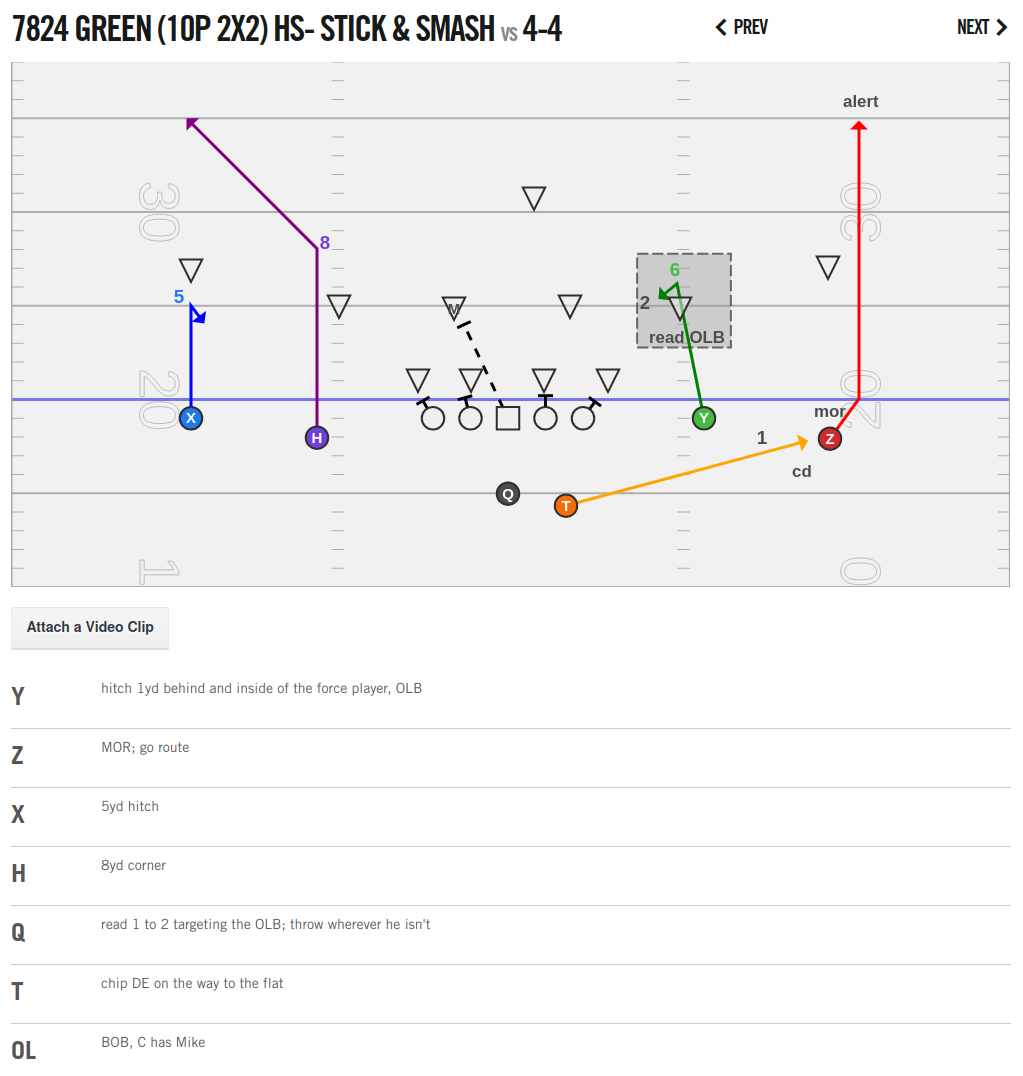 7824 GREEN (10P 2X2) HS- STICK & SMASH VS 4-4
PREV
NEXT
alert
30
30
8
6
5
2
M
read OLB
20
20
mor
X
H
Y
Z
1
cd
Q
T
1
0
Attach a Video Clip
Y hitch 1yd behind and inside of the force player, OLB
Z MOR; go route
X 5yd hitch
H 8yd corner
Q read 1 to 2 targeting the OLB; throw wherever he isn't
T chip DE on the way to the flat
OL BOB, C has Mike